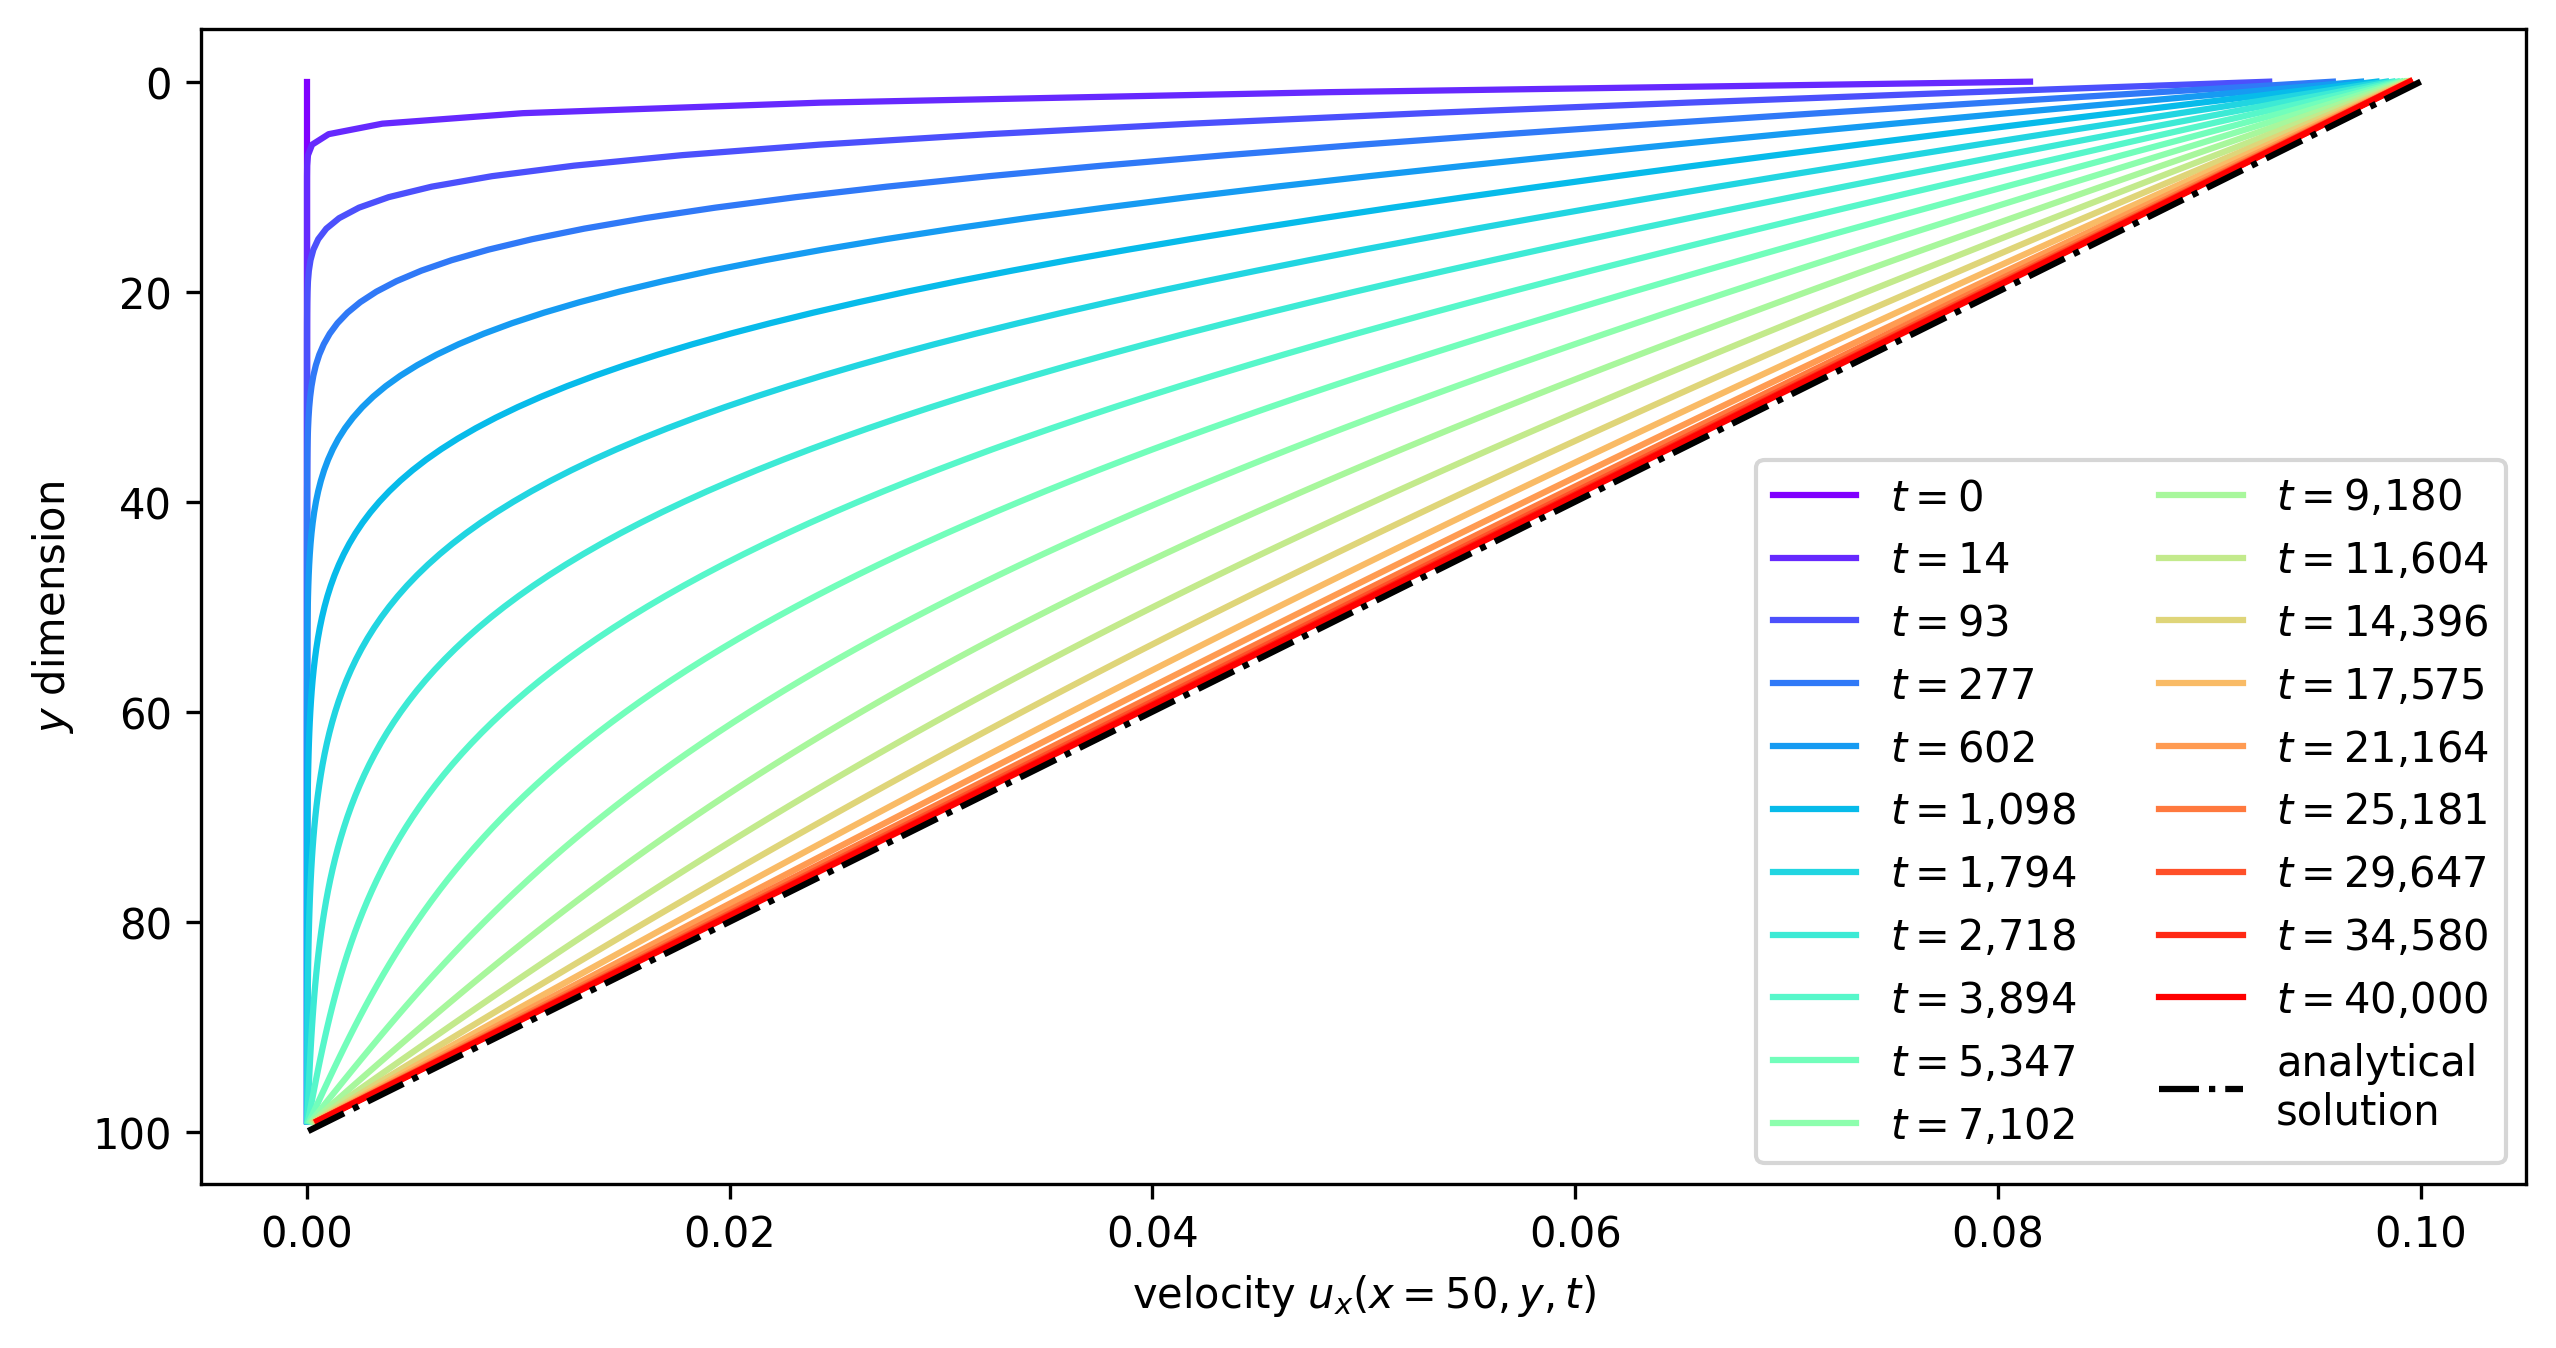 0
20
40
60
80
100
y dimension
0.00
0.02
0.04
0.06
0.08
0.10
velocity uₓ(x = 50, y, t)
t = 0
t = 14
t = 93
t = 277
t = 602
t = 1,098
t = 1,794
t = 2,718
t = 3,894
t = 5,347
t = 7,102
t = 9,180
t = 11,604
t = 14,396
t = 17,575
t = 21,164
t = 25,181
t = 29,647
t = 34,580
t = 40,000
analytical
solution